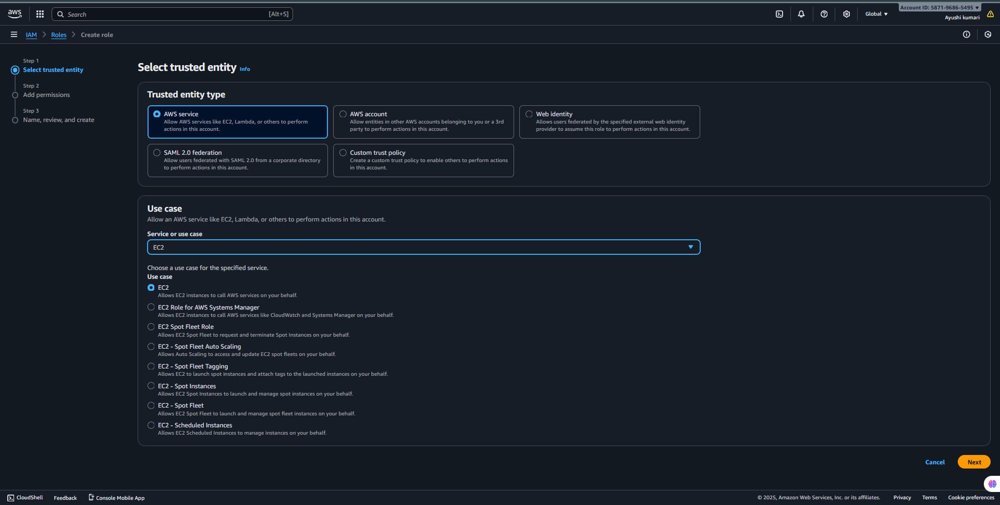 aws
Search [Alt+S]
Global
Account ID: 5871-9686-5495
Ayushi kumari
IAM > Roles > Create role
Step 1
Select trusted entity
Step 2
Add permissions
Step 3
Name, review, and create
Select trusted entity Info
Trusted entity type
AWS service
Allow AWS services like EC2, Lambda, or others to perform
actions in this account.
AWS account
Allow entities in other AWS accounts belonging to you or a 3rd
party to perform actions in this account.
Web identity
Allows users federated by the specified external web identity
provider to assume this role to perform actions in this account.
SAML 2.0 federation
Allow users federated with SAML 2.0 from a corporate directory
to perform actions in this account.
Custom trust policy
Create a custom trust policy to enable others to perform actions
in this account.
Use case
Allow an AWS service like EC2, Lambda, or others to perform actions in this account.
Service or use case
EC2
Choose a use case for the specified service.
Use case
EC2
Allows EC2 instances to call AWS services on your behalf.
EC2 Role for AWS Systems Manager
Allows EC2 instances to call AWS services like CloudWatch and Systems Manager on your behalf.
EC2 Spot Fleet Role
Allows EC2 Spot Fleet to request and terminate Spot Instances on your behalf.
EC2 - Spot Fleet Auto Scaling
Allows Auto Scaling to access and update EC2 spot fleets on your behalf.
EC2 - Spot Fleet Tagging
Allows EC2 to launch spot instances and attach tags to the launched instances on your behalf.
EC2 - Spot Instances
Allows EC2 Spot Instances to launch and manage spot instances on your behalf.
EC2 - Spot Fleet
Allows EC2 Spot Fleet to launch and manage spot fleet instances on your behalf.
EC2 - Scheduled Instances
Allows EC2 Scheduled Instances to manage instances on your behalf.
Cancel Next
CloudShell Feedback Console Mobile App © 2025, Amazon Web Services, Inc. or its affiliates. Privacy Terms Cookie preferences